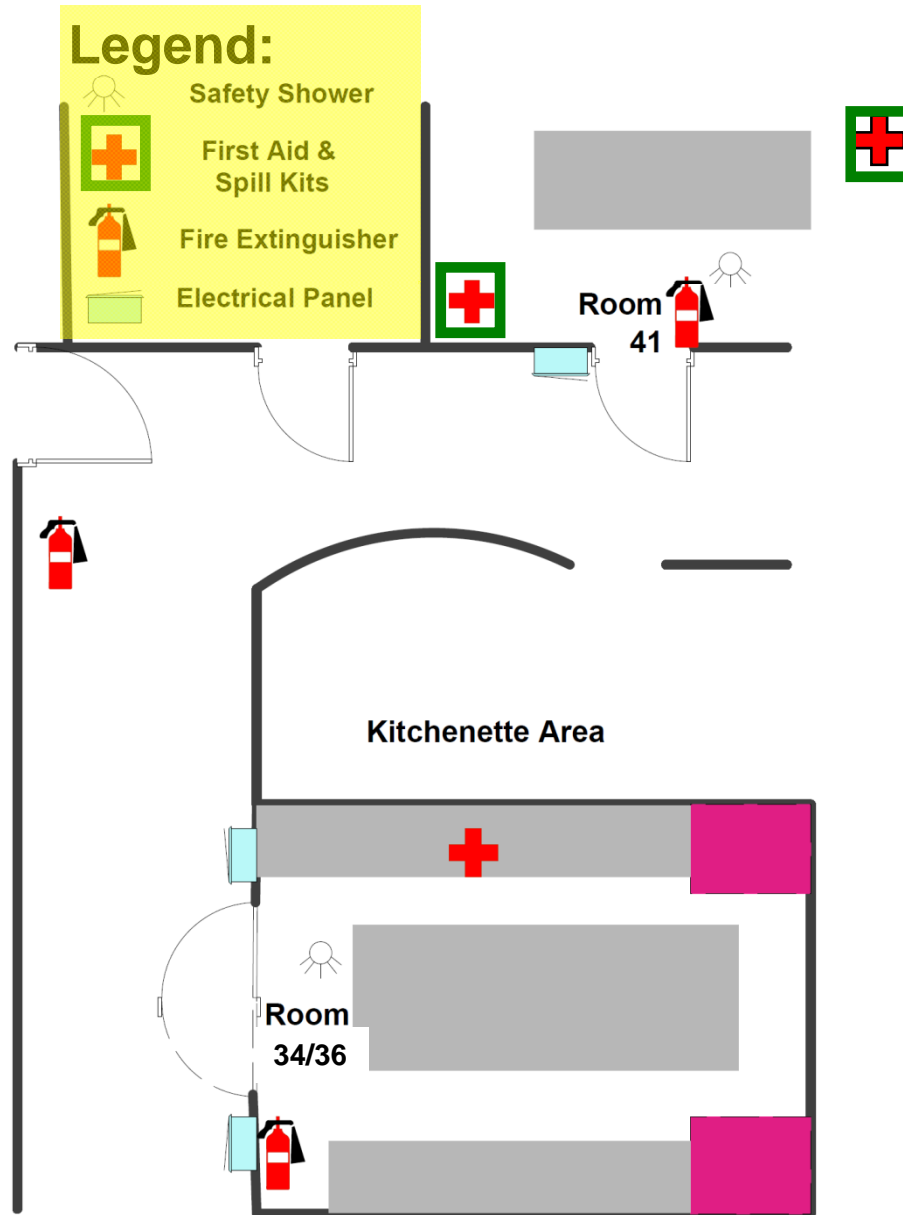 Legend:
Safety Shower
First Aid &
Spill Kits
Fire Extinguisher
Electrical Panel
Room
41
Kitchenette Area
Room
34/36